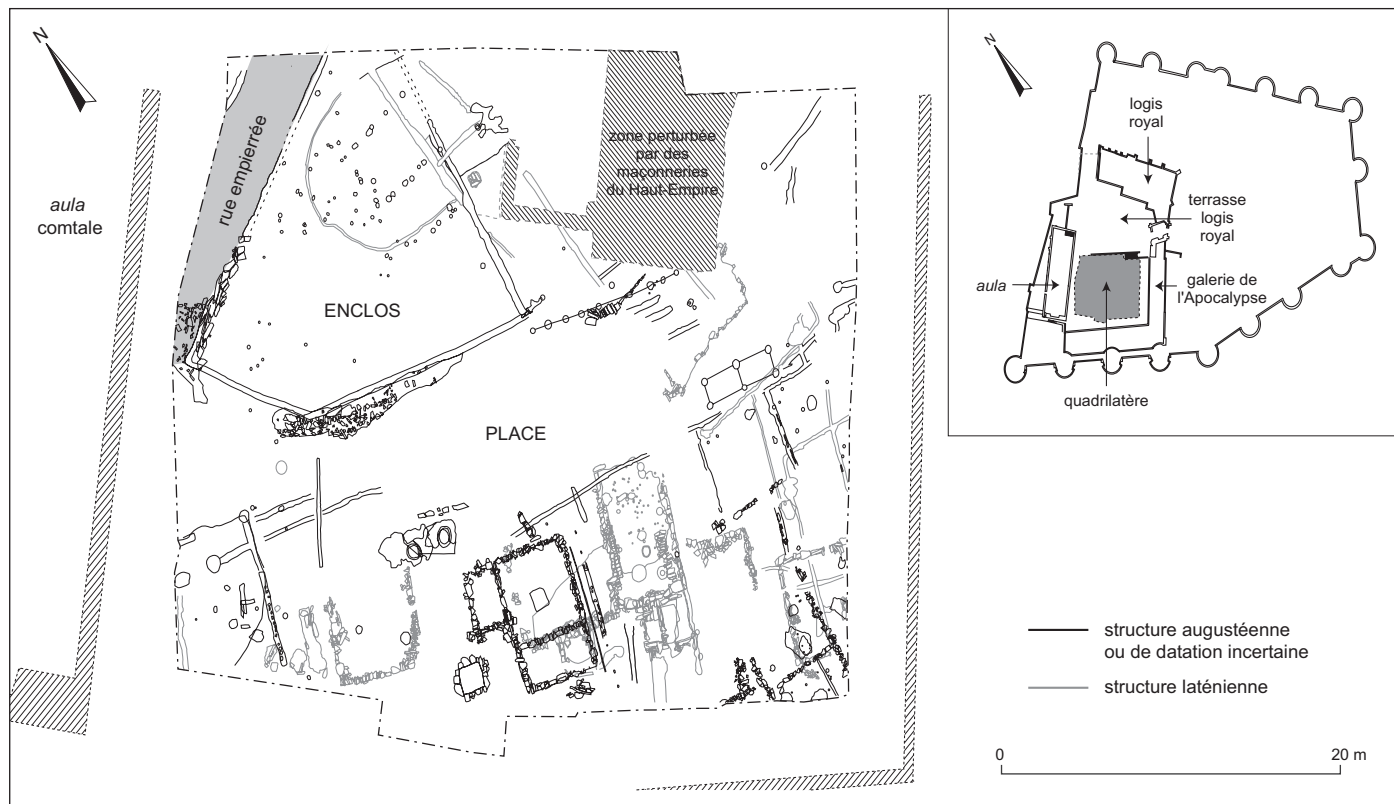 N
rue empierrée
aula
comtale
zone perturbée
par des
maçonneries
du Haut-Empire
ENCLOS
PLACE
N
logis
royal
terrasse
logis
royal
aula
galerie de
l'Apocalypse
quadrilatère
structure augustéenne
ou de datation incertaine
structure laténienne
0
20 m